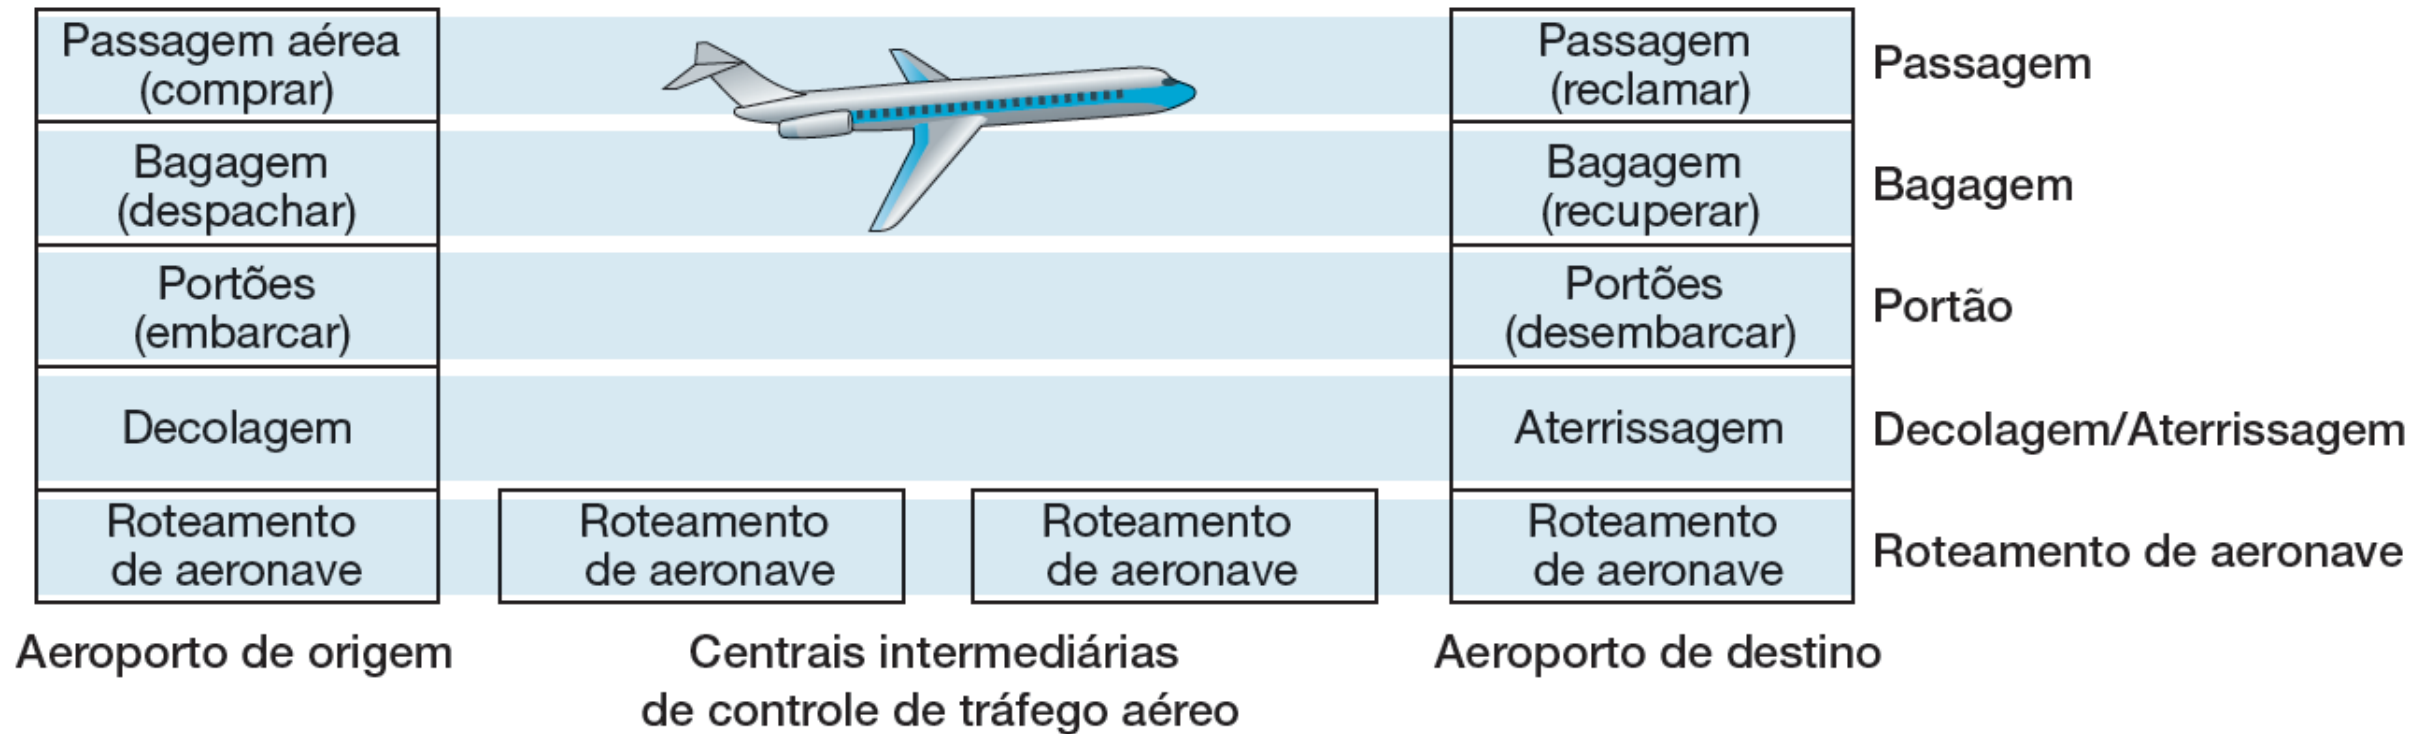 Passagem aérea
(comprar)
Passagem
(reclamar)
Passagem
Bagagem
(despachar)
Bagagem
(recuperar)
Bagagem
Portões
(embarcar)
Portões
(desembarcar)
Portão
Decolagem
Aterrissagem
Decolagem/Aterrissagem
Roteamento
de aeronave
Roteamento
de aeronave
Roteamento
de aeronave
Roteamento
de aeronave
Roteamento de aeronave
Aeroporto de origem
Centrais intermediárias
de controle de tráfego aéreo
Aeroporto de destino